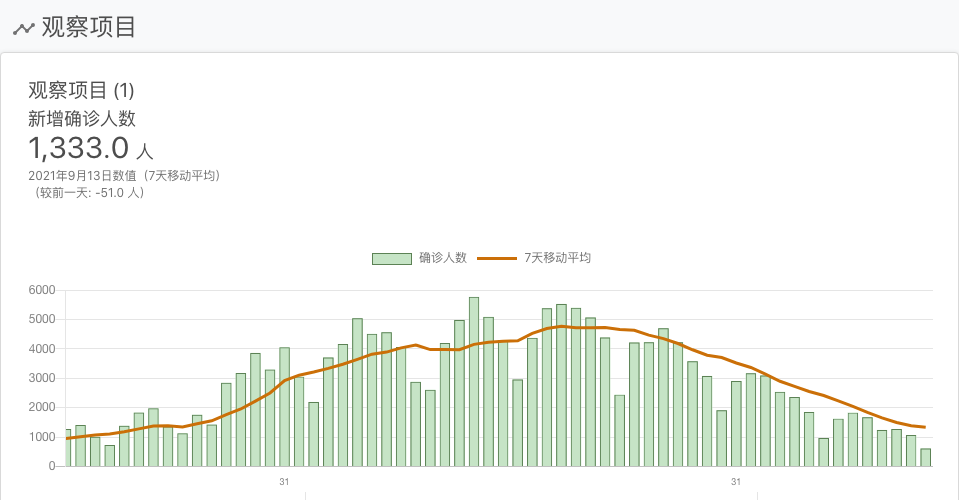 观察项目
观察项目 (1)
新增确诊人数
1,333.0 人
2021年9月13日数值（7天移动平均）
（较前一天: -51.0 人）
确诊人数 7天移动平均
6000
5000
4000
3000
2000
1000
0
31 31